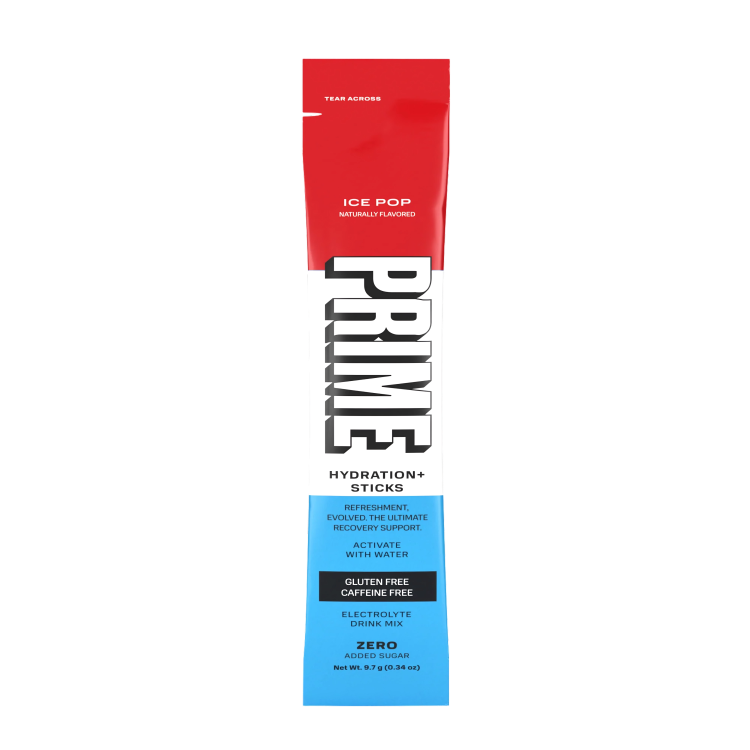 TEAR ACROSS
ICE POP
NATURALLY FLAVORED
PRIME
HYDRATION+
STICKS
REFRESHMENT,
EVOLVED. THE ULTIMATE
RECOVERY SUPPORT.
ACTIVATE
WITH WATER
GLUTEN FREE
CAFFEINE FREE
ELECTROLYTE
DRINK MIX
ZERO
ADDED SUGAR
Net Wt. 9.7 g (0.34 oz)